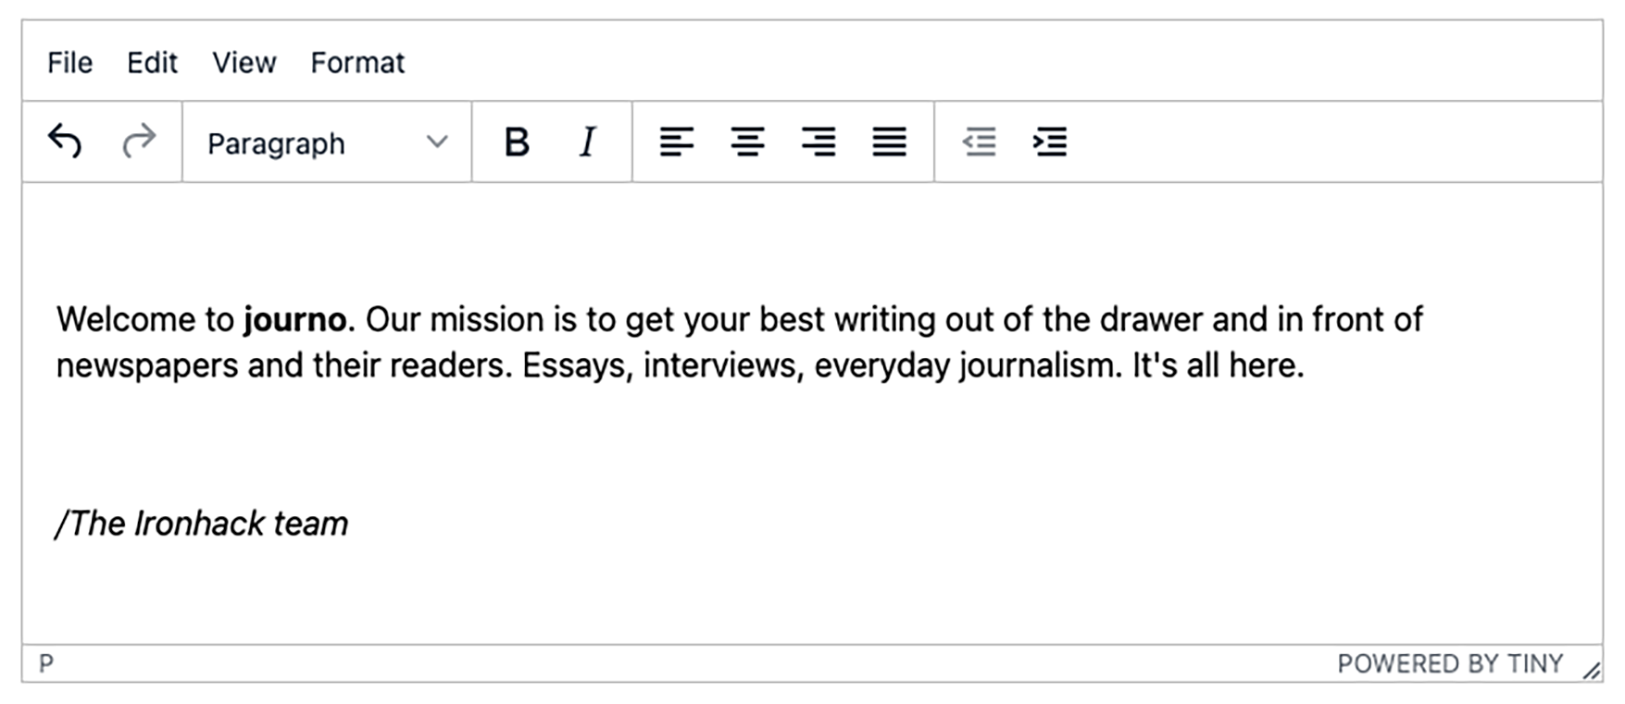 File Edit View Format
Paragraph B I
Welcome to journo. Our mission is to get your best writing out of the drawer and in front of
newspapers and their readers. Essays, interviews, everyday journalism. It's all here.
/The Ironhack team
P POWERED BY TINY